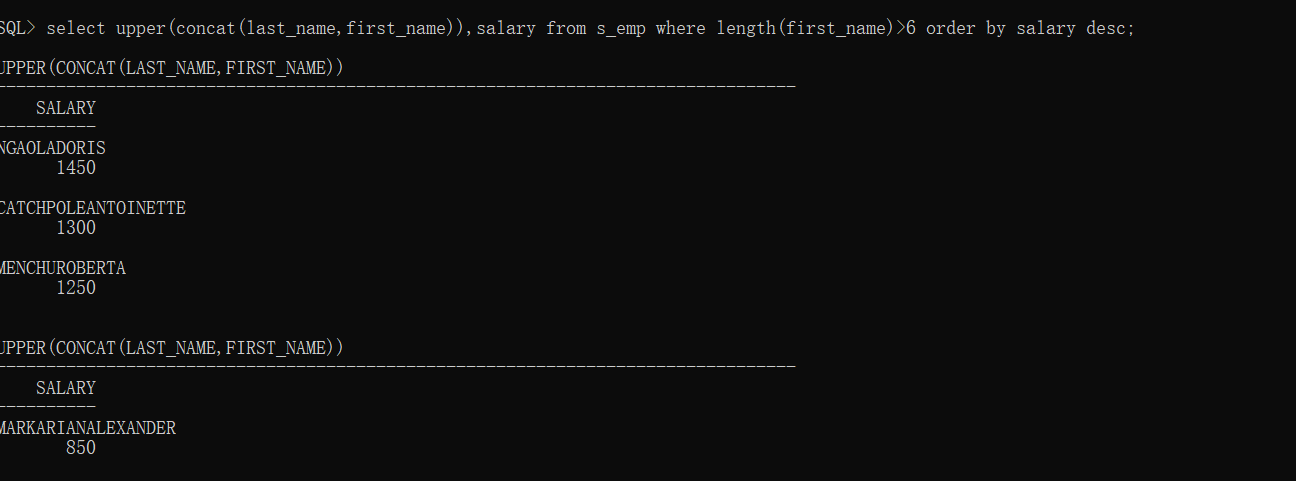 SQL> select upper(concat(last_name,first_name)),salary from s_emp where length(first_name)>6 order by salary desc;
UPPER(CONCAT(LAST_NAME,FIRST_NAME))
--------------------------------------------------------------------------------
SALARY
----------
NGAOLADORIS
1450
CATCHPOLEANTOINETTE
1300
MENCHUROBERTA
1250
UPPER(CONCAT(LAST_NAME,FIRST_NAME))
--------------------------------------------------------------------------------
SALARY
----------
MARKARIANALEXANDER
850